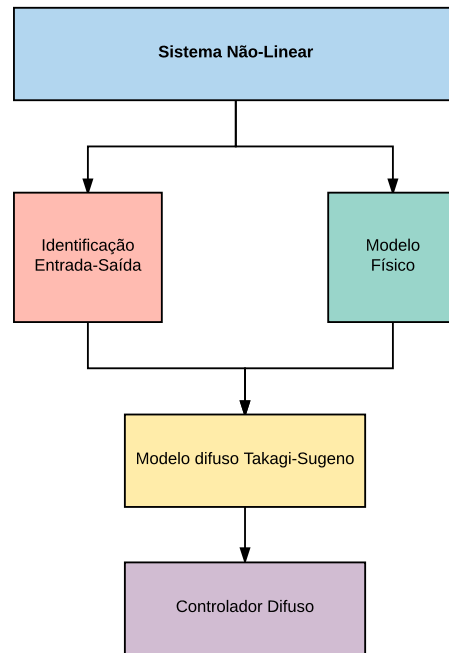 Sistema Não-Linear
Identificação
Entrada-Saída
Modelo
Físico
Modelo difuso Takagi-Sugeno
Controlador Difuso